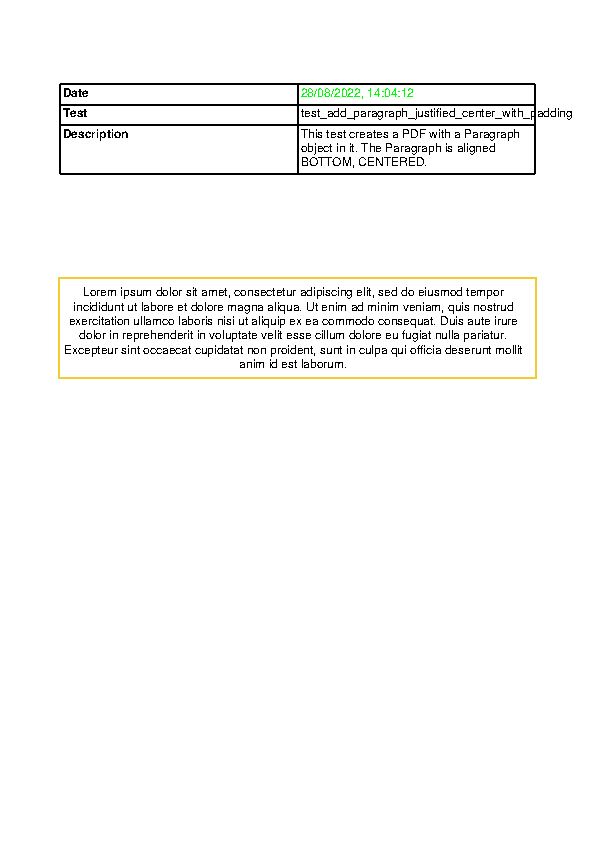 Date 28/08/2022, 14:04:12
Test test_add_paragraph_justified_center_with_padding
Description This test creates a PDF with a Paragraph
object in it. The Paragraph is aligned
BOTTOM, CENTERED.
Lorem ipsum dolor sit amet, consectetur adipiscing elit, sed do eiusmod tempor
incididunt ut labore et dolore magna aliqua. Ut enim ad minim veniam, quis nostrud
exercitation ullamco laboris nisi ut aliquip ex ea commodo consequat. Duis aute irure
dolor in reprehenderit in voluptate velit esse cillum dolore eu fugiat nulla pariatur.
Excepteur sint occaecat cupidatat non proident, sunt in culpa qui officia deserunt mollit
anim id est laborum.